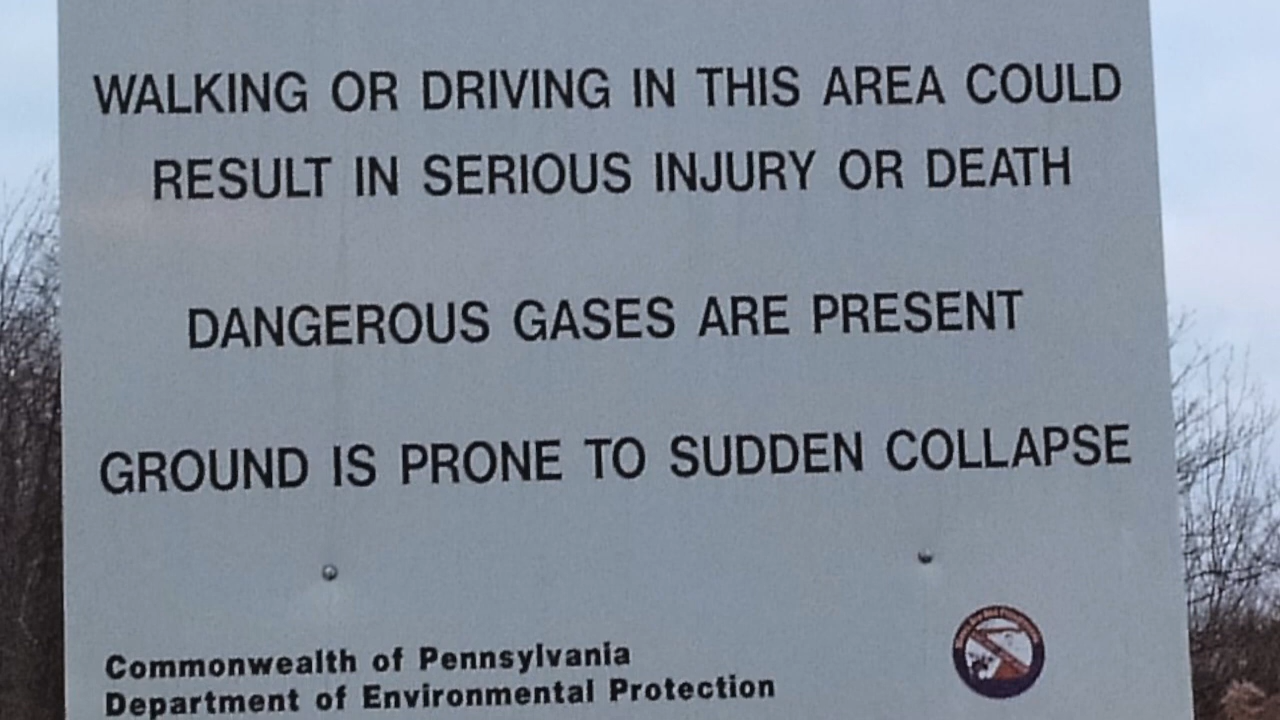 WALKING OR DRIVING IN THIS AREA COULD
RESULT IN SERIOUS INJURY OR DEATH
DANGEROUS GASES ARE PRESENT
GROUND IS PRONE TO SUDDEN COLLAPSE
Commonwealth of Pennsylvania
Department of Environmental Protection